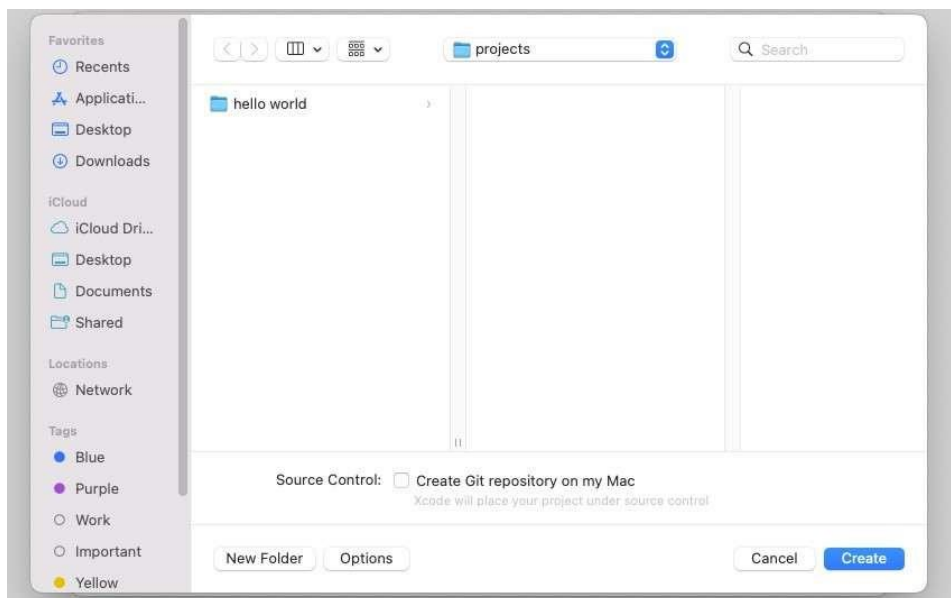 Favorites
Recents
Applicati...
Desktop
Downloads
iCloud
iCloud Dri...
Desktop
Documents
Shared
Locations
Network
Tags
Blue
Purple
Work
Important
Yellow
projects
Search
hello world
Source Control: Create Git repository on my Mac
Xcode will place your project under source control
New Folder Options Cancel Create